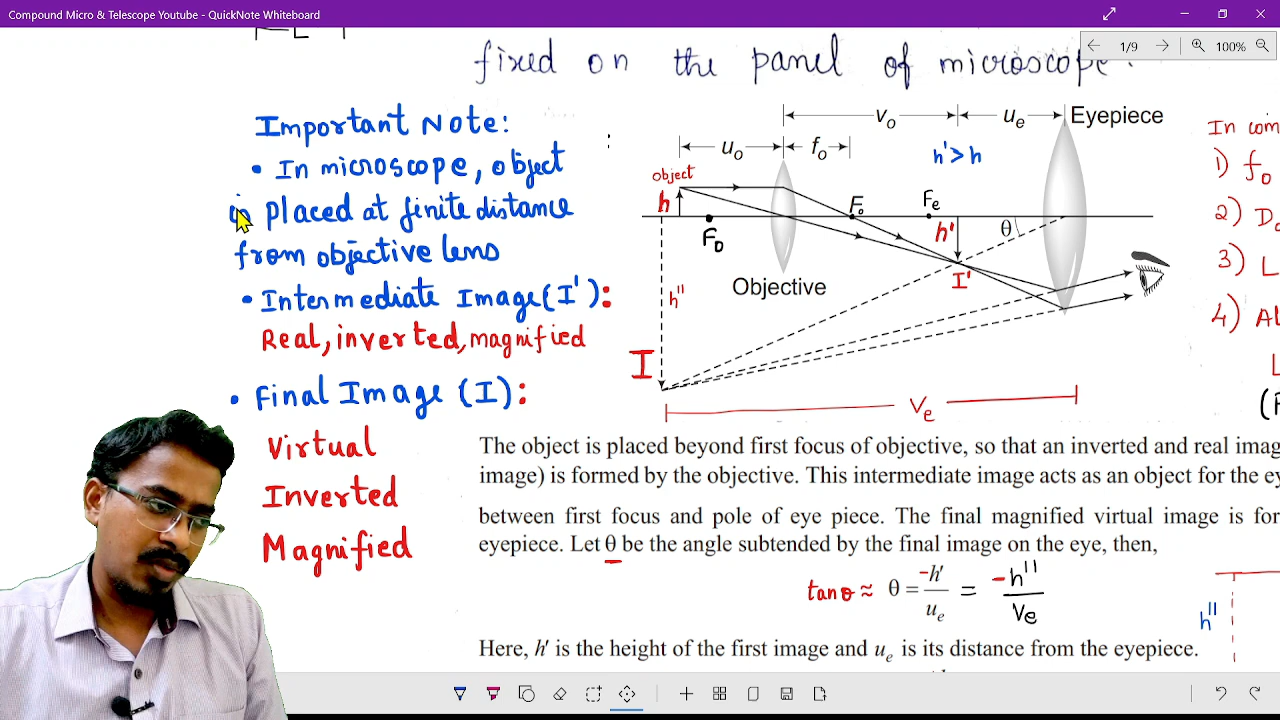 Compound Micro & Telescope Youtube - QuickNote Whiteboard
1/9
100%
fixed on the panel of microscope.
Important Note:
• In microscope, object
is placed at finite distance
from objective lens
• Intermediate Image (I'):
Real, inverted, magnified
• Final Image (I):
Virtual
Inverted
Magnified
vo
ue
Eyepiece
uo
fo
h'>h
object
h
Fo
Fo
Fe
h'
θ
I'
Objective
h''
I
Ve
In com
1) fo
2) Do
3) L
4) Al
L
The object is placed beyond first focus of objective, so that an inverted and real imag
image) is formed by the objective. This intermediate image acts as an object for the ey
between first focus and pole of eye piece. The final magnified virtual image is for
eyepiece. Let θ be the angle subtended by the final image on the eye, then,
tanθ ≈ θ = -h'/ue = -h''/Ve
h''
Here, h' is the height of the first image and ue is its distance from the eyepiece.